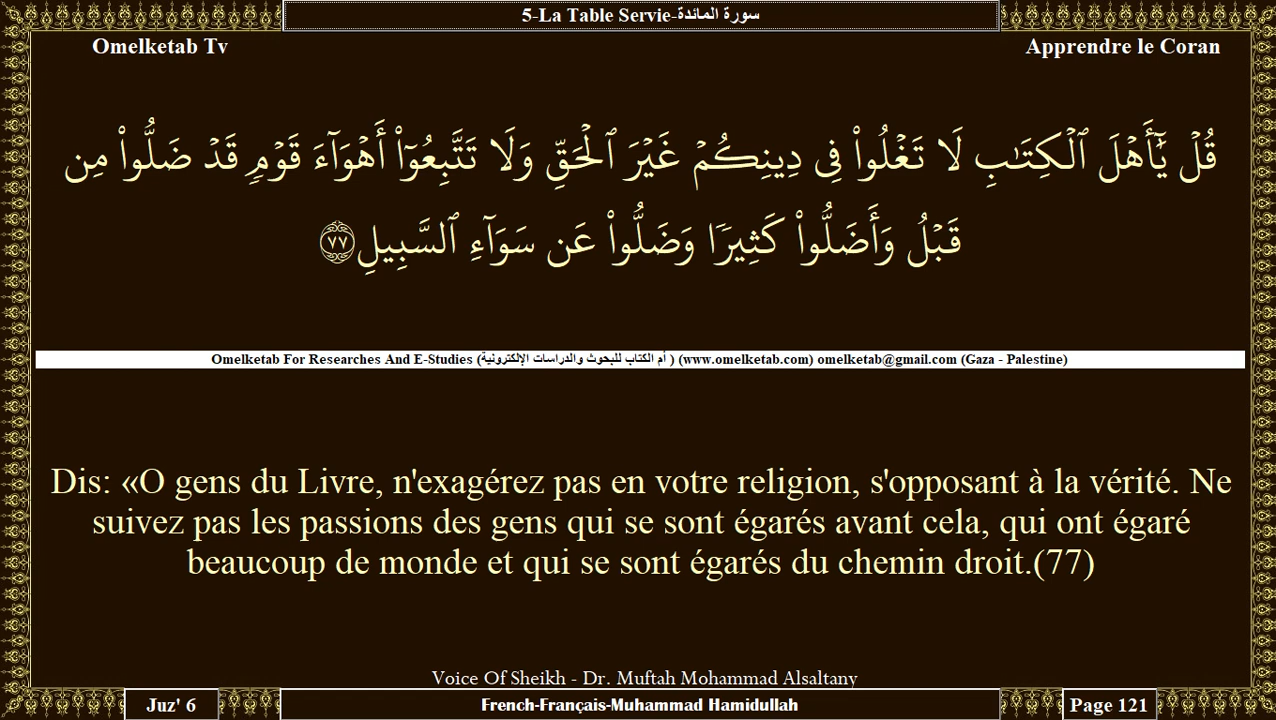 5-La Table Servie-سورة المائدة
Omelketab Tv
Apprendre le Coran
قُلۡ يَٰٓأَهۡلَ ٱلۡكِتَٰبِ لَا تَغۡلُواْ فِي دِينِكُمۡ غَيۡرَ ٱلۡحَقِّ وَلَا تَتَّبِعُوٓاْ أَهۡوَآءَ قَوۡمٖ قَدۡ ضَلُّواْ مِن
قَبۡلُ وَأَضَلُّواْ كَثِيرٗا وَضَلُّواْ عَن سَوَآءِ ٱلسَّبِيلِ ٧٧
Omelketab For Researches And E-Studies (أم الكتاب للبحوث والدراسات الإلكترونية ) (www.omelketab.com) omelketab@gmail.com (Gaza - Palestine)
Dis: «O gens du Livre, n'exagérez pas en votre religion, s'opposant à la vérité. Ne
suivez pas les passions des gens qui se sont égarés avant cela, qui ont égaré
beaucoup de monde et qui se sont égarés du chemin droit.(77)
Voice Of Sheikh - Dr. Muftah Mohammad Alsaltany
Juz' 6
French-Français-Muhammad Hamidullah
Page 121